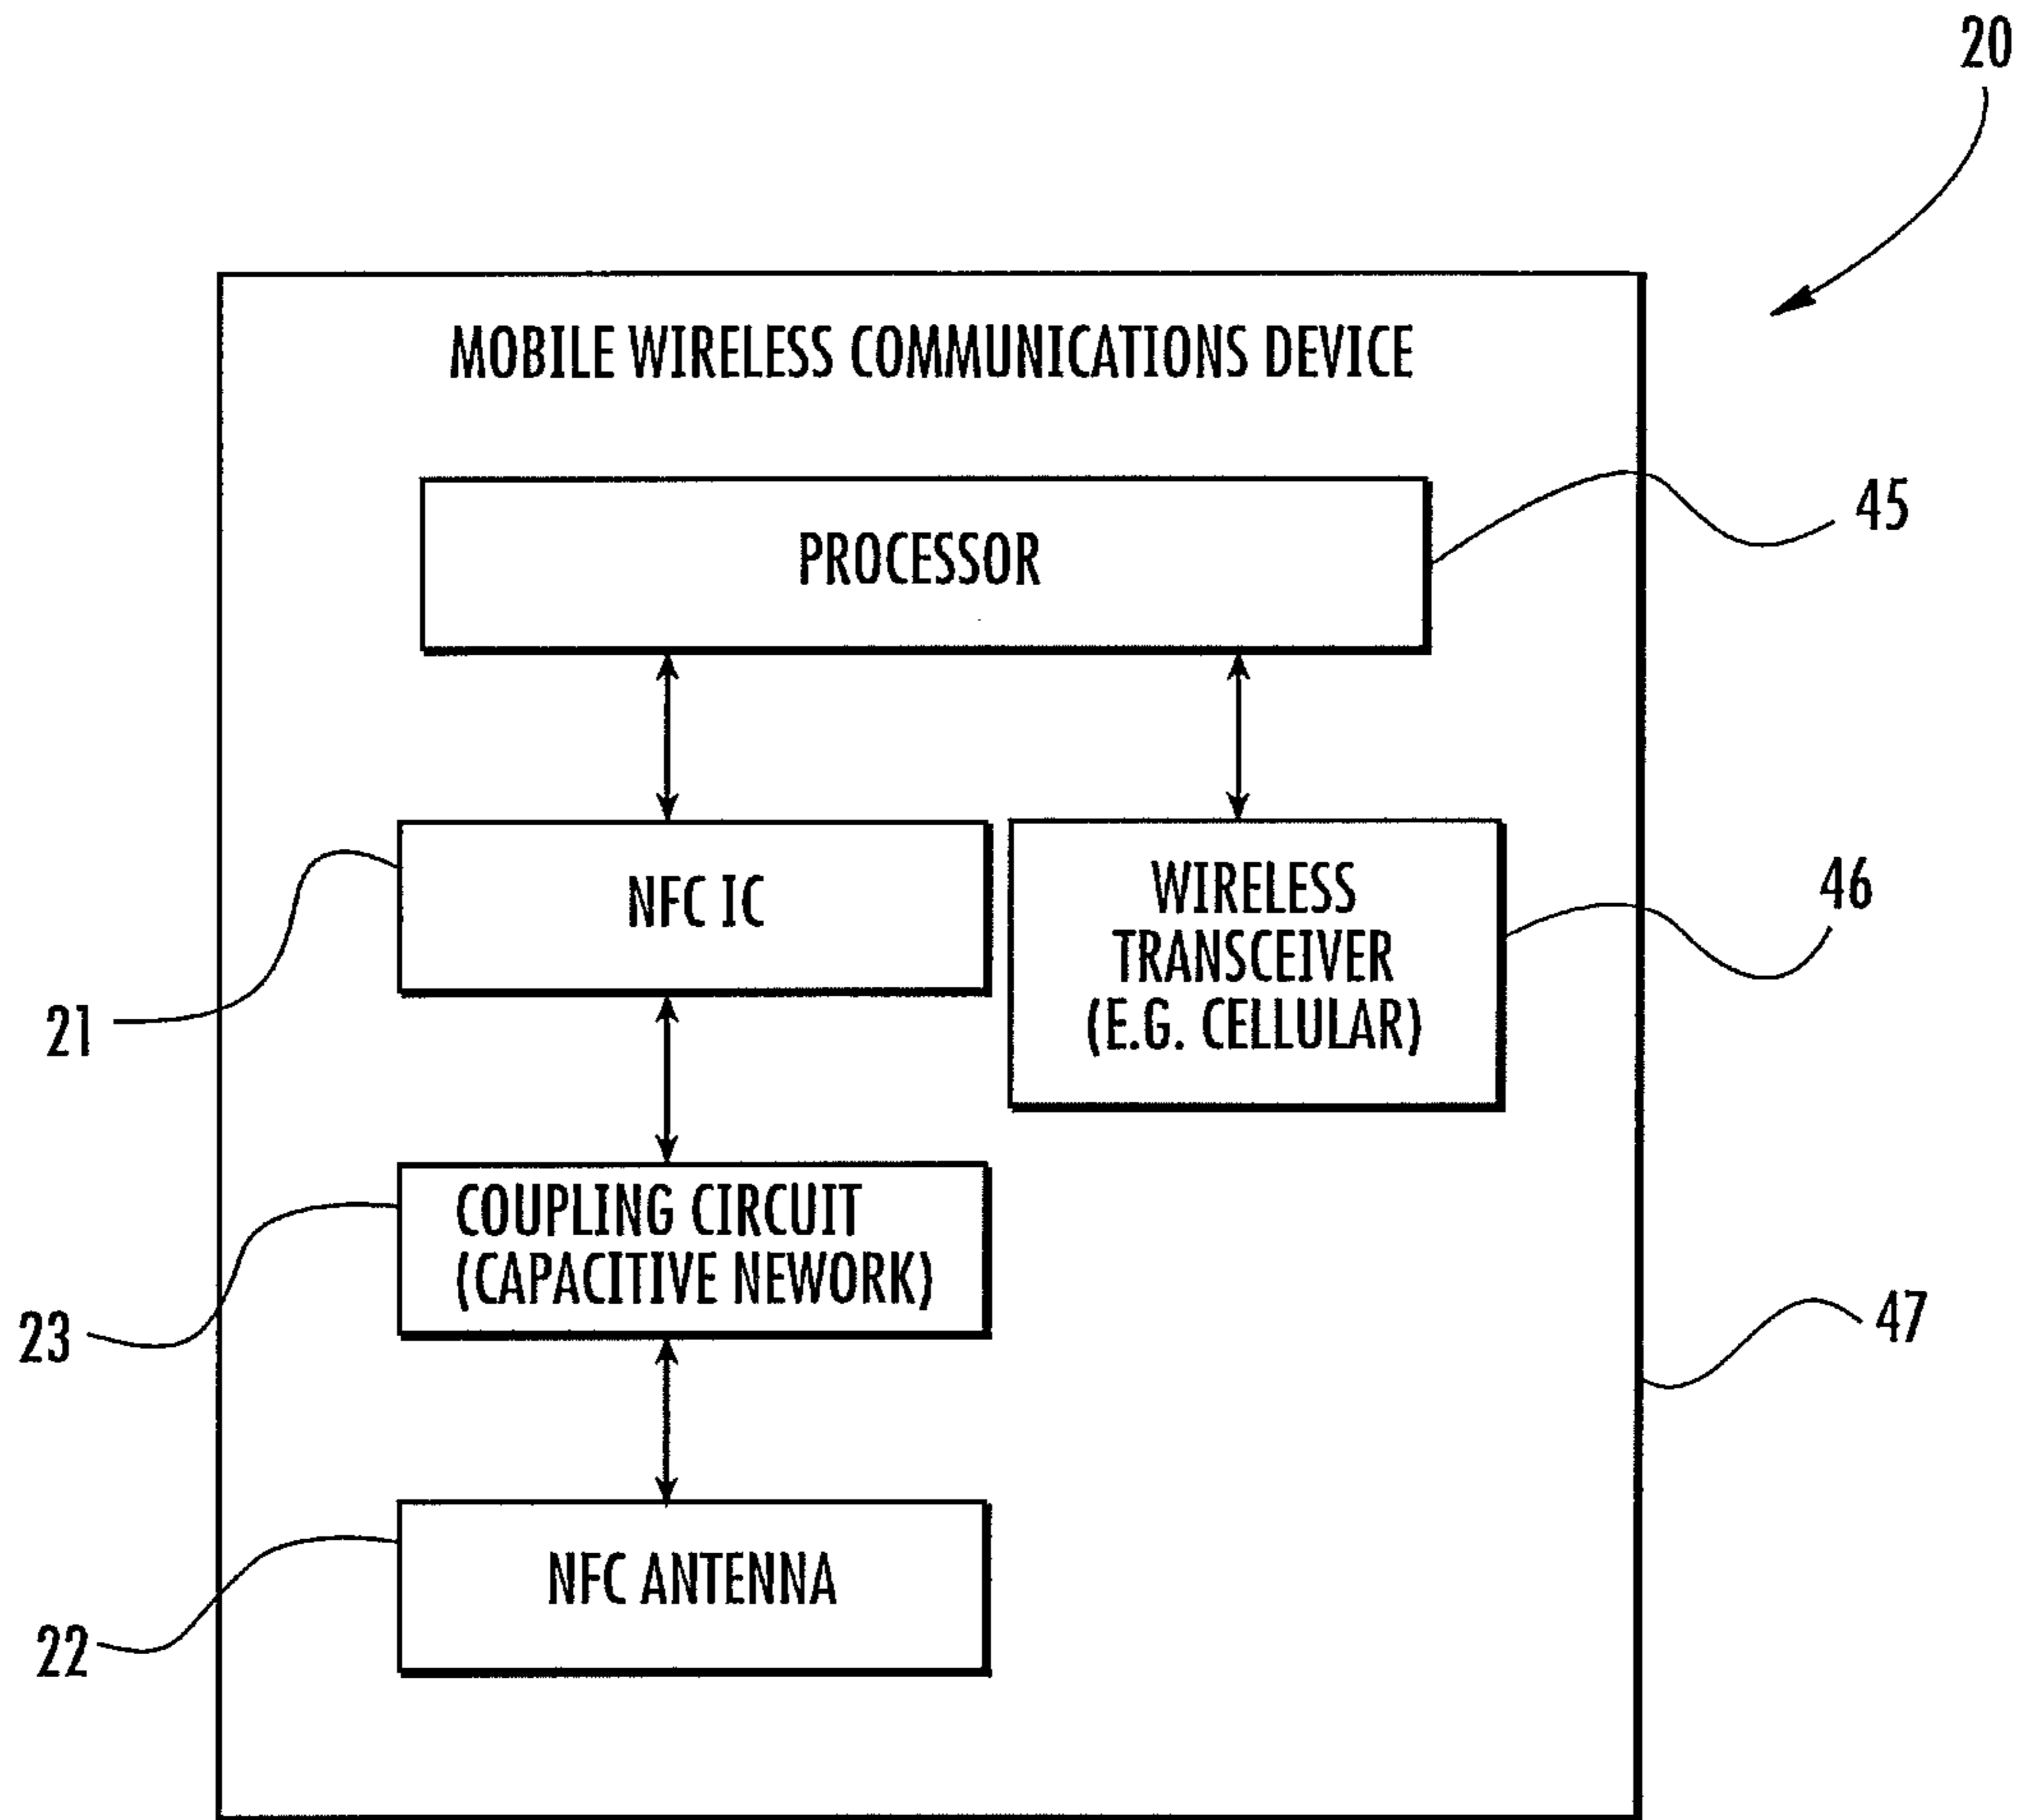 20
MOBILE WIRELESS COMMUNICATIONS DEVICE
PROCESSOR
45
NFC IC
21
WIRELESS
TRANSCEIVER
(E.G. CELLULAR)
46
COUPLING CIRCUIT
(CAPACITIVE NEWORK)
23
47
NFC ANTENNA
22